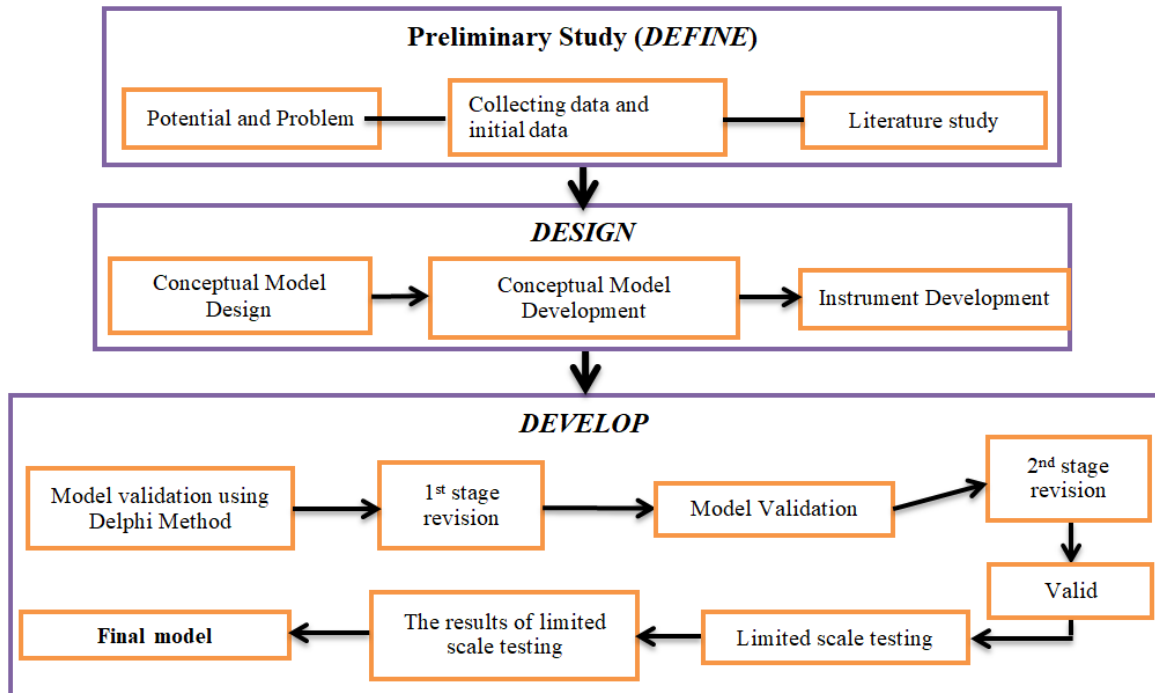 Preliminary Study (DEFINE)
Potential and Problem
Collecting data and
initial data
Literature study
DESIGN
Conceptual Model
Design
Conceptual Model
Development
Instrument Development
DEVELOP
Model validation using
Delphi Method
1st stage
revision
Model Validation
2nd stage
revision
Valid
Limited scale testing
The results of limited
scale testing
Final model